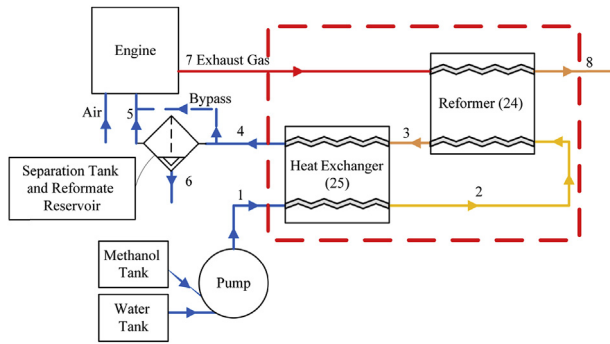 Engine
7 Exhaust Gas
8
Air
5
Bypass
Reformer (24)
4
3
Heat Exchanger
(25)
Separation Tank
and Reformate
Reservoir
6
1
2
Methanol
Tank
Pump
Water
Tank